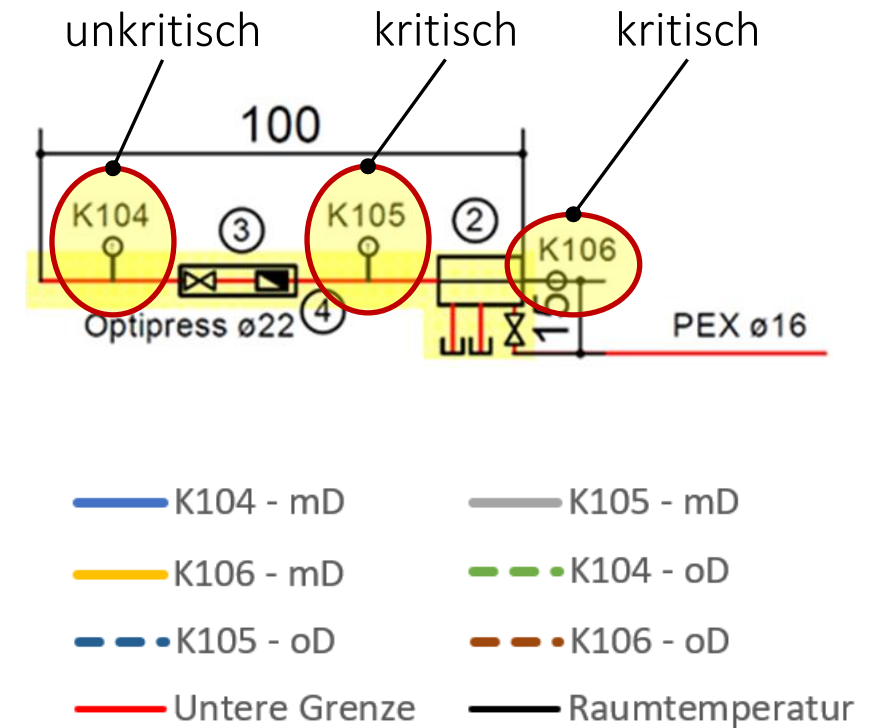 unkritisch kritisch kritisch
100
K104 3 K105 2 K106
Optipress ø22 4 PEX ø16
K104 - mD K105 - mD
K106 - mD K104 - oD
K105 - oD K106 - oD
Untere Grenze Raumtemperatur